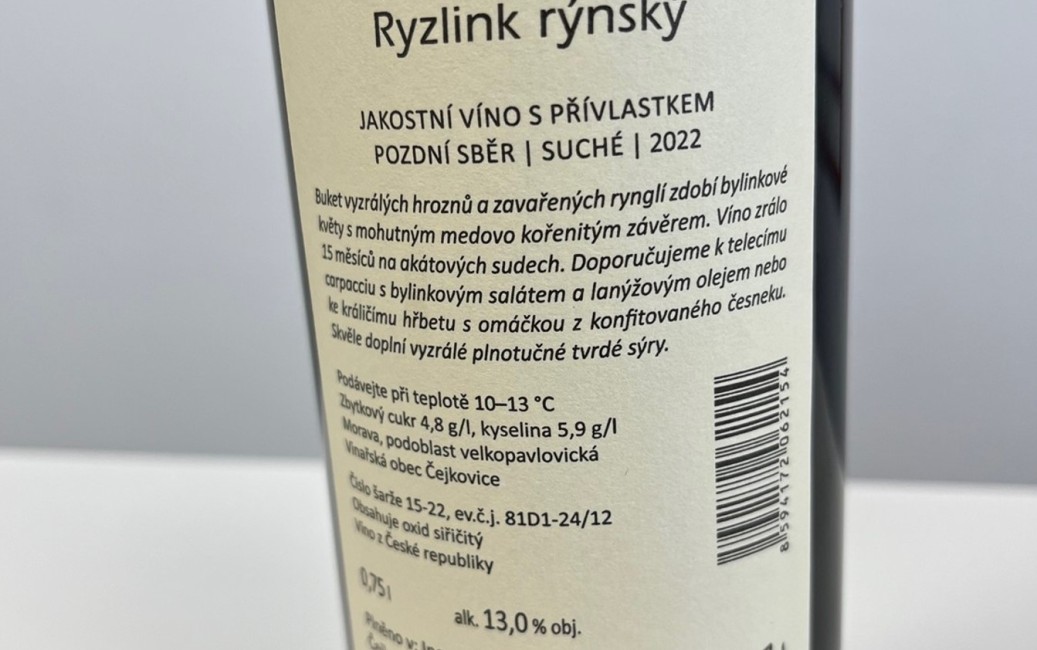 Ryzlink rýnský
JAKOSTNÍ VÍNO S PŘÍVLASTKEM
POZDNÍ SBĚR | SUCHÉ | 2022
Buket vyzrálých hroznů a zavařených rynglí zdobí bylinkové
květy s mohutným medovo kořenitým závěrem. Víno zrálo
15 měsíců na akátových sudech. Doporučujeme k telecímu
carpacciu s bylinkovým salátem a lanýžovým olejem nebo
ke králičímu hřbetu s omáčkou z konfitovaného česneku.
Skvěle doplní vyzrálé plnotučné tvrdé sýry.
Podávejte při teplotě 10–13 °C
Zbytkový cukr 4,8 g/l, kyselina 5,9 g/l
Morava, podoblast velkopavlovická
Vinařská obec Čejkovice
Číslo šarže 15-22, ev.č.j. 81D1-24/12
Obsahuje oxid siřičitý
Víno z České republiky
0,75 l
alk. 13,0 % obj.
Plněno v:
8594172062154